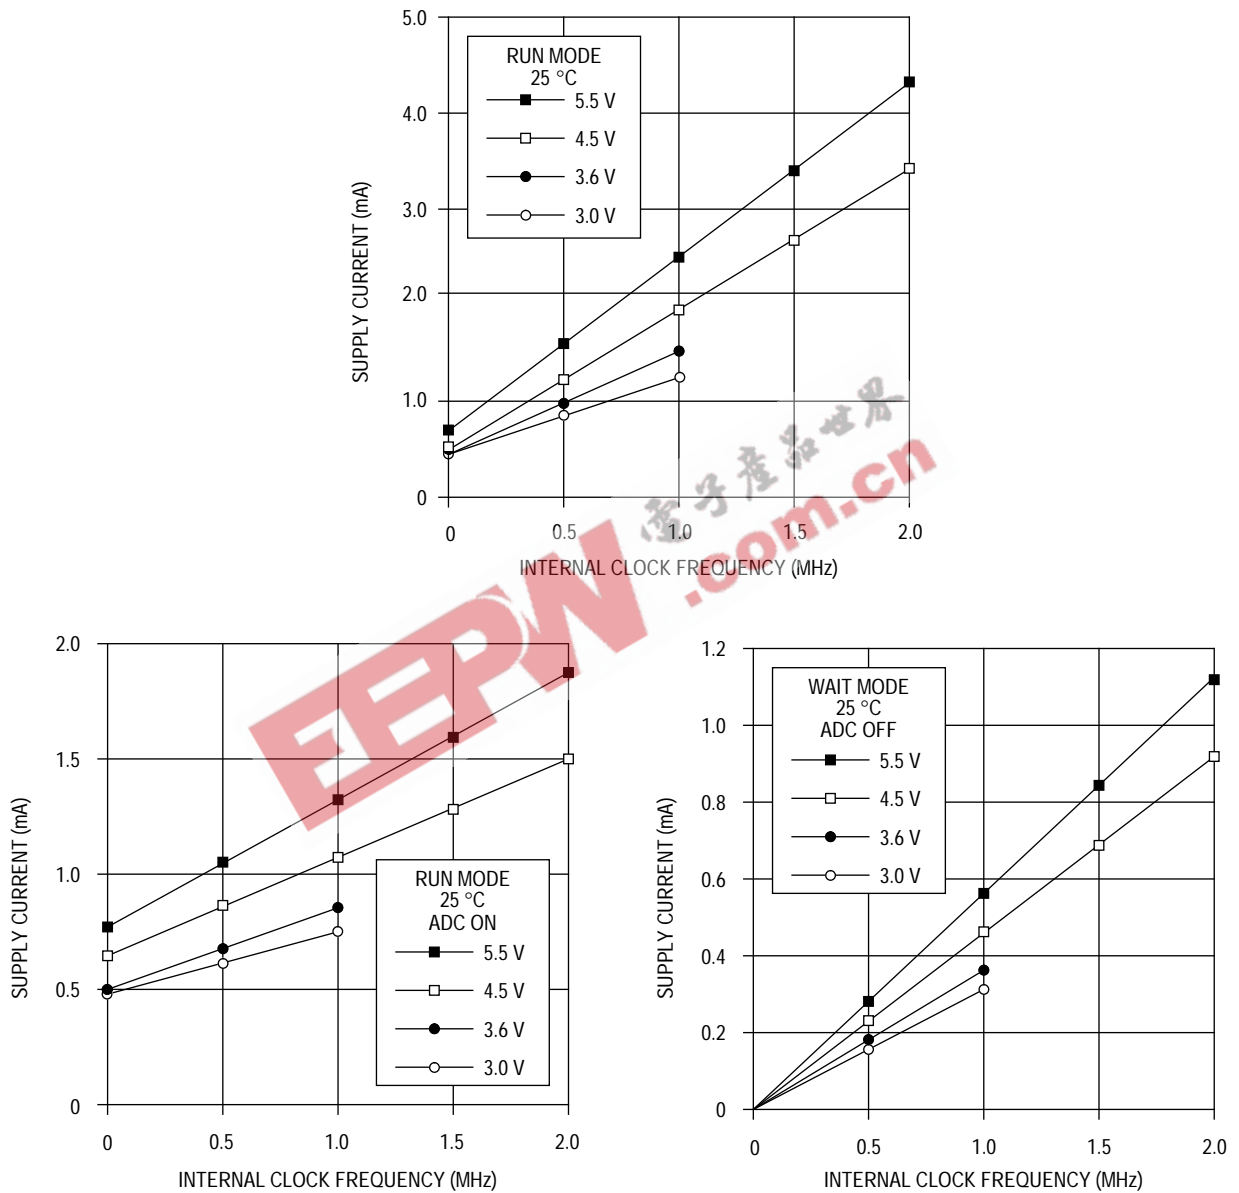 5.0
4.0
3.0
2.0
1.0
0
SUPPLY CURRENT (mA)
RUN MODE
25 °C
5.5 V
4.5 V
3.6 V
3.0 V
0 0.5 1.0 1.5 2.0
INTERNAL CLOCK FREQUENCY (MHz)
電子產品世界
EEPW
.com.cn
2.0
1.5
1.0
0.5
0
SUPPLY CURRENT (mA)
RUN MODE
25 °C
ADC ON
5.5 V
4.5 V
3.6 V
3.0 V
0 0.5 1.0 1.5 2.0
INTERNAL CLOCK FREQUENCY (MHz)
1.2
1.0
0.8
0.6
0.4
0.2
0
SUPPLY CURRENT (mA)
WAIT MODE
25 °C
ADC OFF
5.5 V
4.5 V
3.6 V
3.0 V
0 0.5 1.0 1.5 2.0
INTERNAL CLOCK FREQUENCY (MHz)